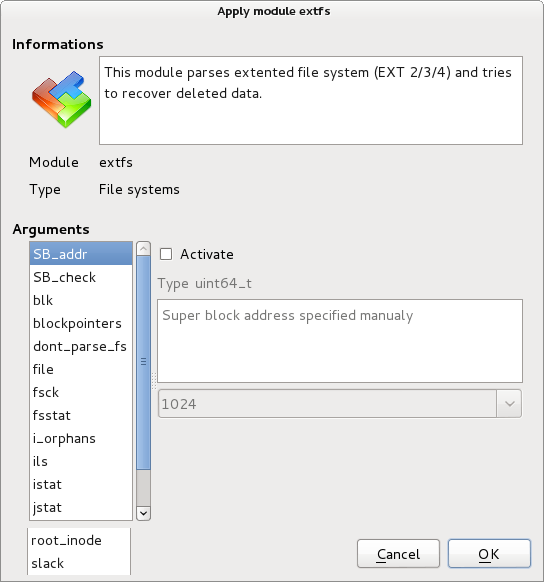 Apply module extfs
Informations
This module parses extented file system (EXT 2/3/4) and tries
to recover deleted data.
Module extfs
Type File systems
Arguments
SB_addr
SB_check
blk
blockpointers
dont_parse_fs
file
fsck
fsstat
i_orphans
ils
istat
jstat
root_inode
slack
Activate
Type uint64_t
Super block address specified manualy
1024
Cancel
OK